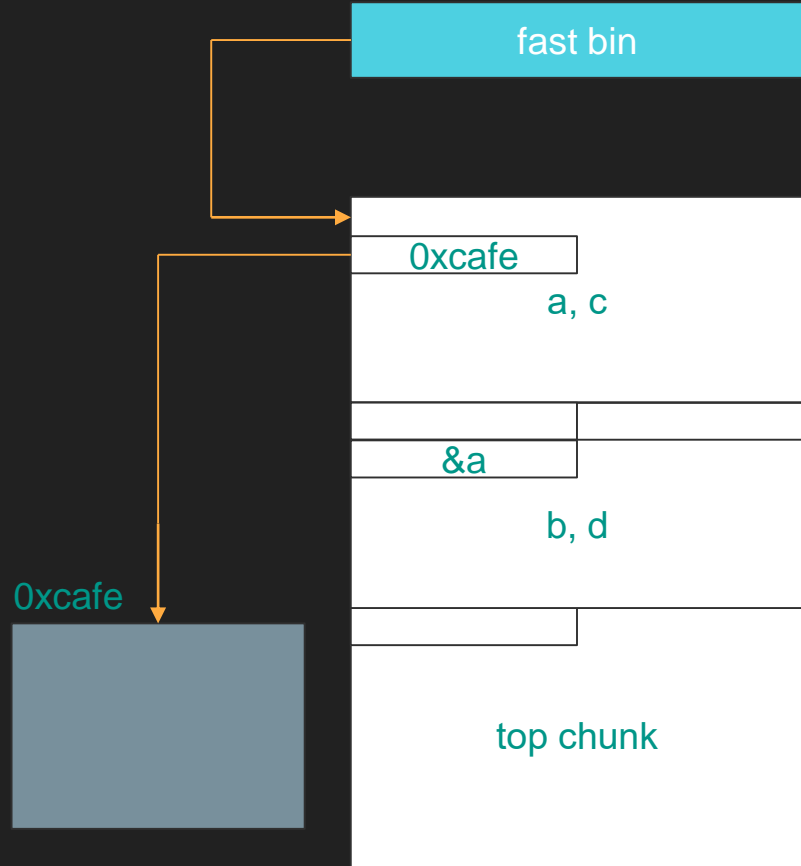 fast bin
0xcafe
a, c
&a
b, d
0xcafe
top chunk